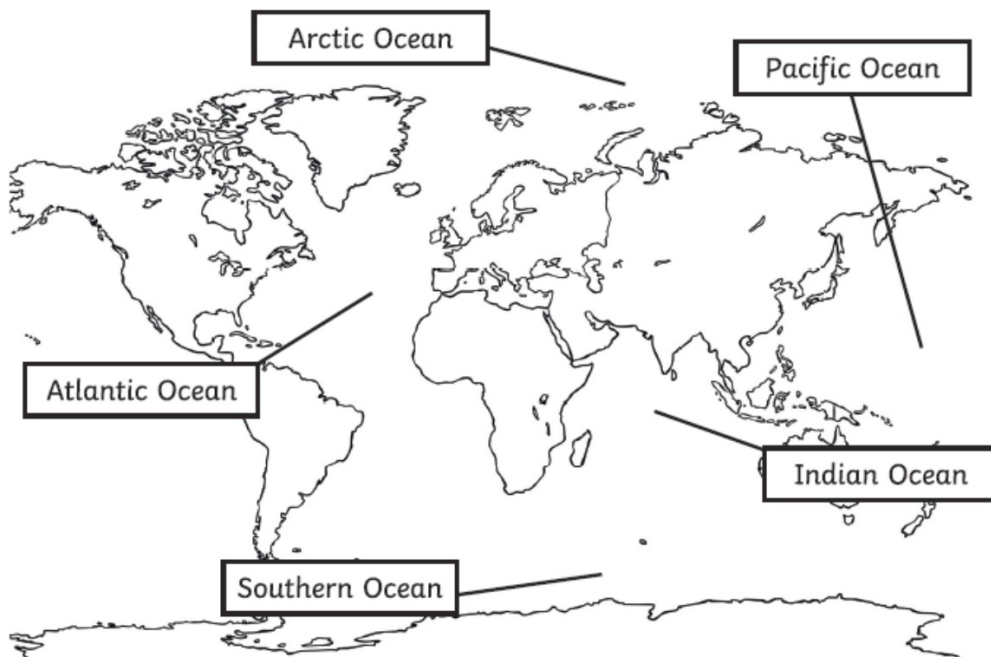 Arctic Ocean
Pacific Ocean
Atlantic Ocean
Indian Ocean
Southern Ocean